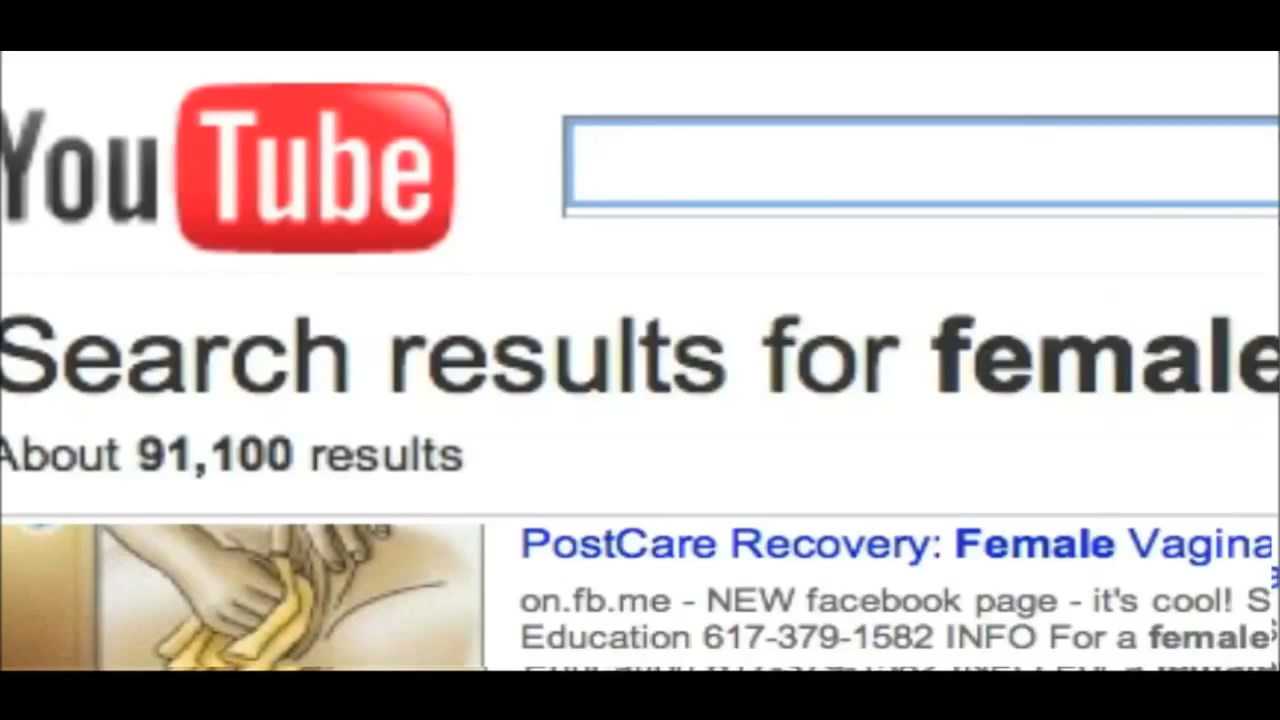 YouTube
Search results for female
About 91,100 results
PostCare Recovery: Female Vagina
on.fb.me - NEW facebook page - it's cool! S
Education 617-379-1582 INFO For a female